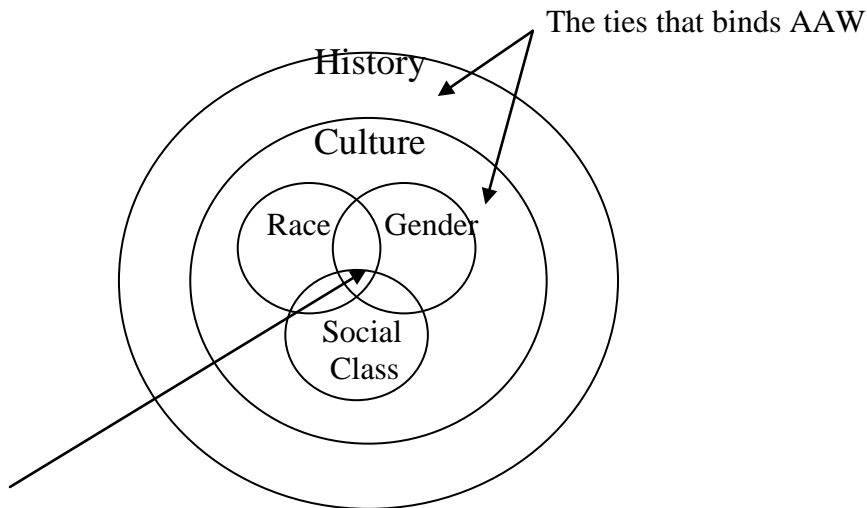 The ties that binds AAW
History
Culture
Race
Gender
Social
Class